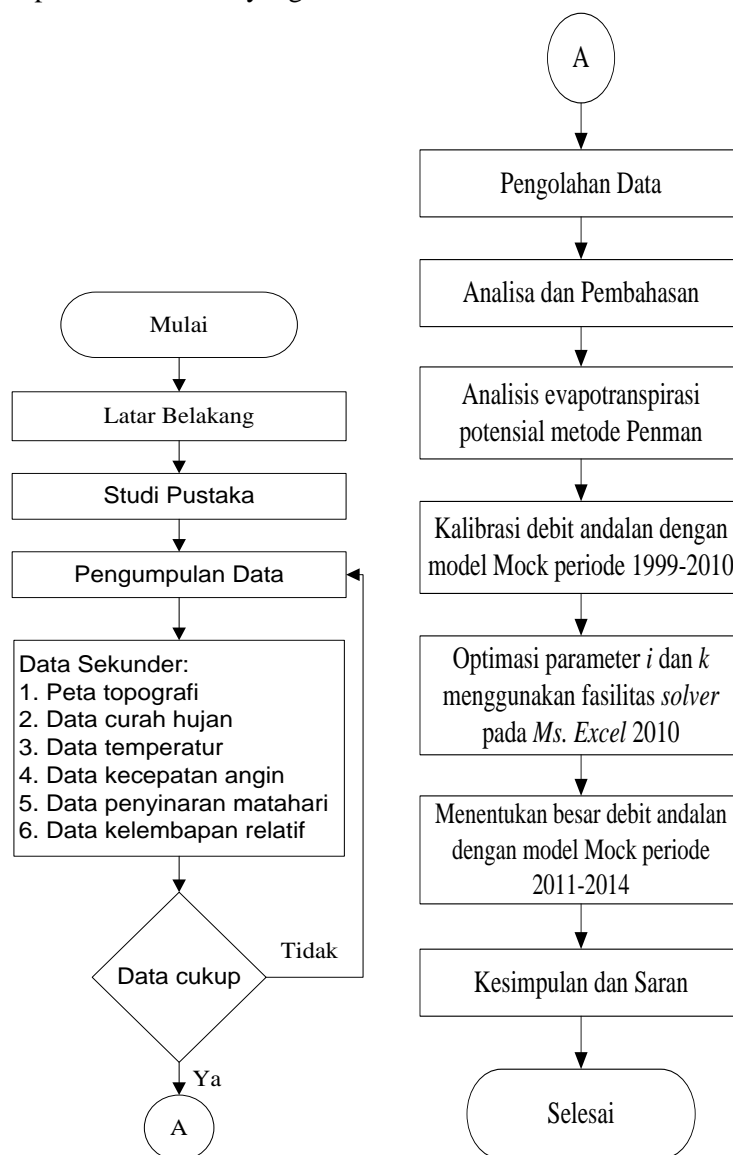 Mulai
Latar Belakang
Studi Pustaka
Pengumpulan Data
Data Sekunder:
1. Peta topografi
2. Data curah hujan
3. Data temperatur
4. Data kecepatan angin
5. Data penyinaran matahari
6. Data kelembapan relatif
Data cukup
Tidak
Ya
A
A
Pengolahan Data
Analisa dan Pembahasan
Analisis evapotranspirasi
potensial metode Penman
Kalibrasi debit andalan dengan
model Mock periode 1999-2010
Optimasi parameter i dan k
menggunakan fasilitas solver
pada Ms. Excel 2010
Menentukan besar debit andalan
dengan model Mock periode
2011-2014
Kesimpulan dan Saran
Selesai